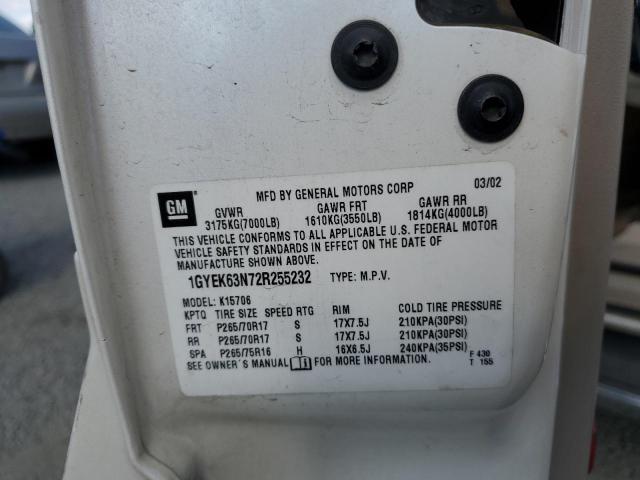 GM MFD BY GENERAL MOTORS CORP 03/02
GVWR GAWR FRT GAWR RR
3175KG(7000LB) 1610KG(3550LB) 1814KG(4000LB)
THIS VEHICLE CONFORMS TO ALL APPLICABLE U.S. FEDERAL MOTOR
VEHICLE SAFETY STANDARDS IN EFFECT ON THE DATE OF
MANUFACTURE SHOWN ABOVE.
1GYEK63N72R255232 TYPE: M.P.V.
MODEL: K15706
KPTQ TIRE SIZE SPEED RTG RIM COLD TIRE PRESSURE
FRT P265/70R17 S 17X7.5J 210KPA(30PSI)
RR P265/70R17 S 17X7.5J 210KPA(30PSI)
SPA P265/75R16 H 16X6.5J 240KPA(35PSI)
SEE OWNER'S MANUAL FOR MORE INFORMATION. F 430
T 155